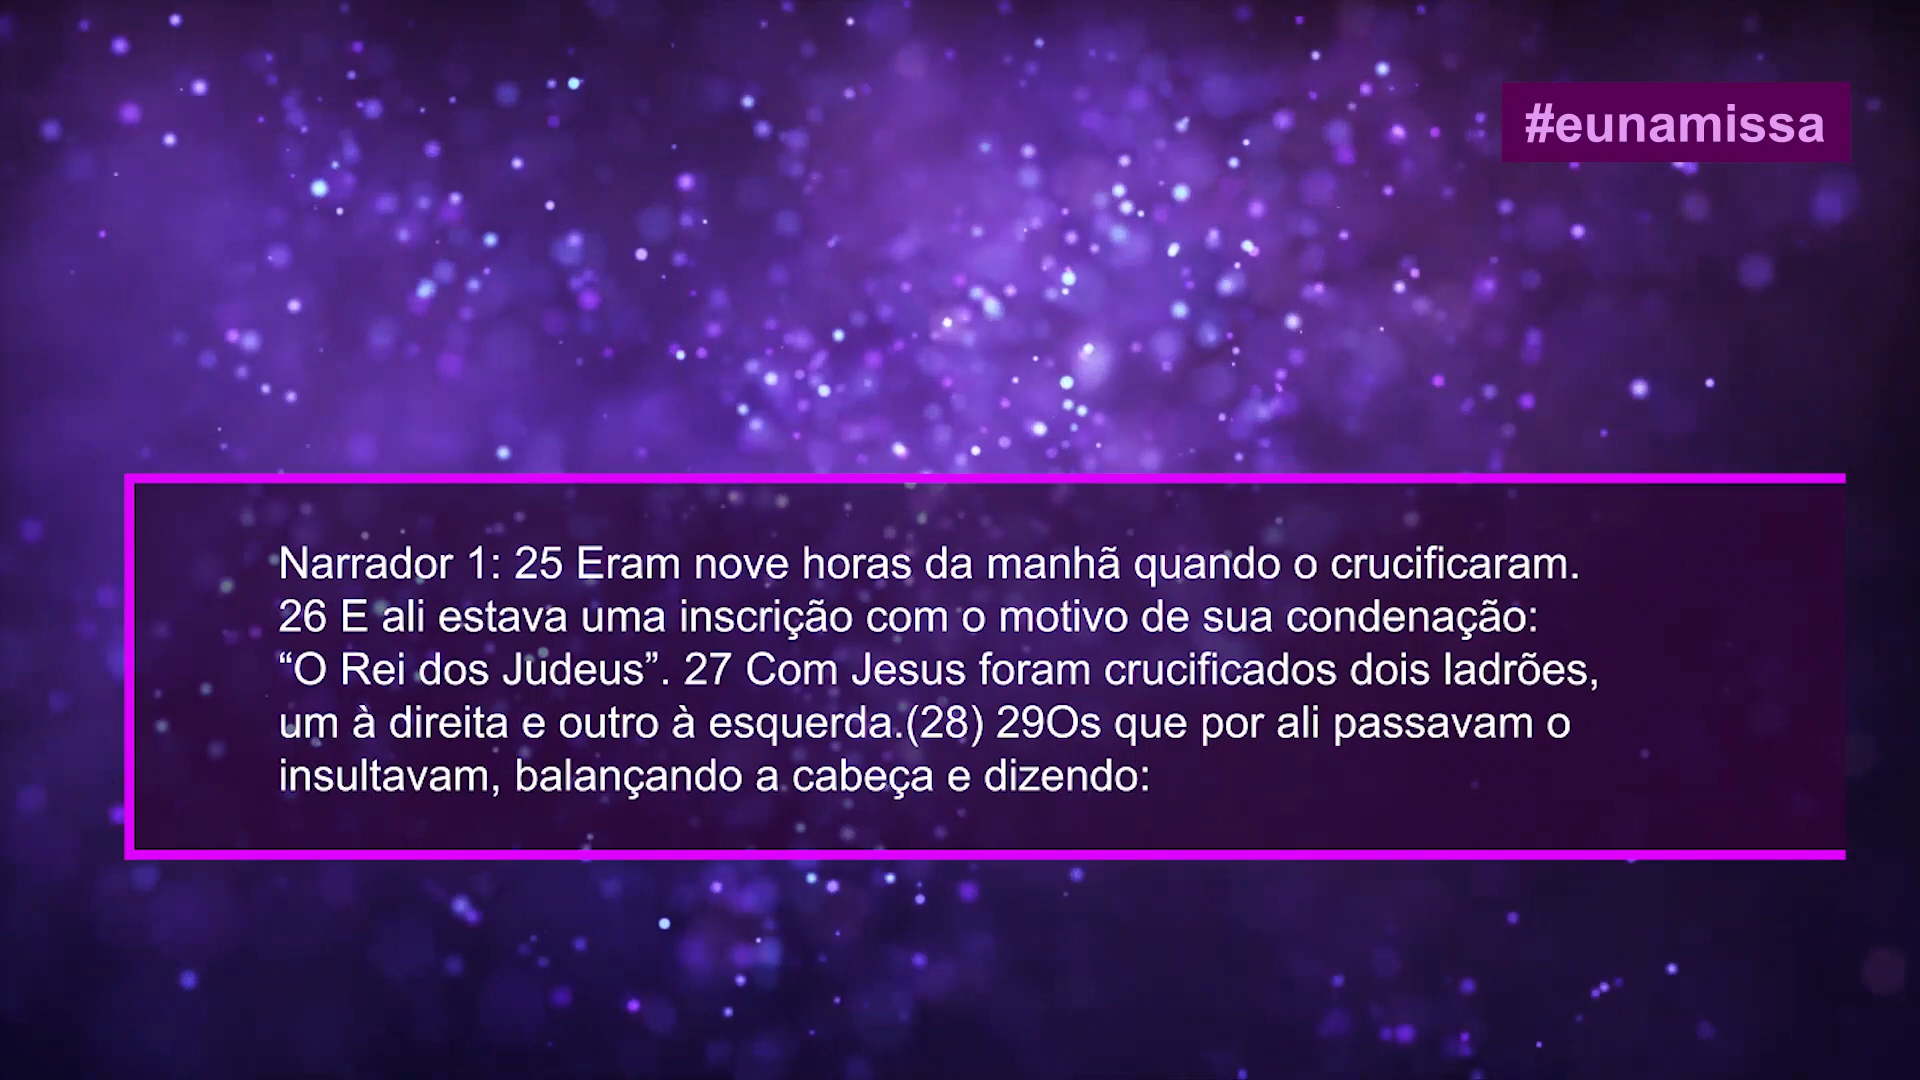 #eunamissa
Narrador 1: 25 Eram nove horas da manhã quando o crucificaram.
26 E ali estava uma inscrição com o motivo de sua condenação:
“O Rei dos Judeus”. 27 Com Jesus foram crucificados dois ladrões,
um à direita e outro à esquerda.(28) 29Os que por ali passavam o
insultavam, balançando a cabeça e dizendo: